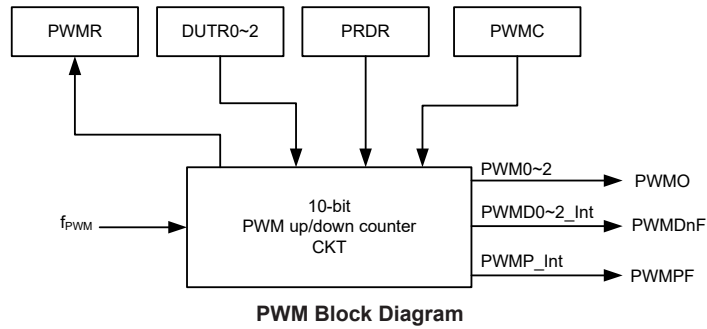 PWMR
DUTR0~2
PRDR
PWMC
PWM0~2
PWMO
10-bit
PWM up/down counter
CKT
fPWM
PWMD0~2_Int
PWMDnF
PWMP_Int
PWMPF
PWM Block Diagram